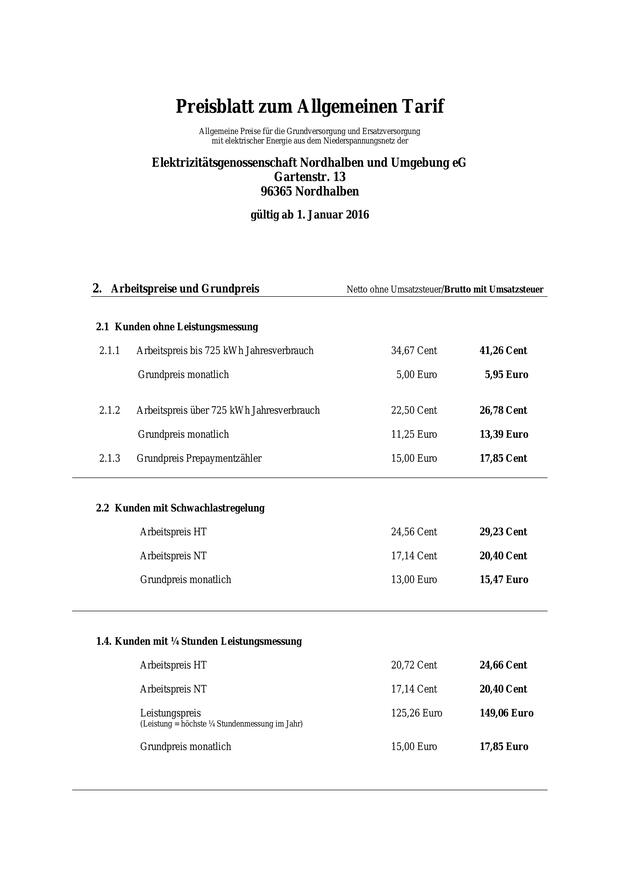 Preisblatt zum Allgemeinen Tarif
Allgemeine Preise für die Grundversorgung und Ersatzversorgung
mit elektrischer Energie aus dem Niederspannungsnetz der
Elektrizitätsgenossenschaft Nordhalben und Umgebung eG
Gartenstr. 13
96365 Nordhalben
gültig ab 1. Januar 2016
2. Arbeitspreise und Grundpreis Netto ohne Umsatzsteuer/Brutto mit Umsatzsteuer
2.1 Kunden ohne Leistungsmessung
2.1.1 Arbeitspreis bis 725 kWh Jahresverbrauch 34,67 Cent 41,26 Cent
Grundpreis monatlich 5,00 Euro 5,95 Euro
2.1.2 Arbeitspreis über 725 kWh Jahresverbrauch 22,50 Cent 26,78 Cent
Grundpreis monatlich 11,25 Euro 13,39 Euro
2.1.3 Grundpreis Prepaymentzähler 15,00 Euro 17,85 Cent
2.2 Kunden mit Schwachlastregelung
Arbeitspreis HT 24,56 Cent 29,23 Cent
Arbeitspreis NT 17,14 Cent 20,40 Cent
Grundpreis monatlich 13,00 Euro 15,47 Euro
1.4. Kunden mit ¼ Stunden Leistungsmessung
Arbeitspreis HT 20,72 Cent 24,66 Cent
Arbeitspreis NT 17,14 Cent 20,40 Cent
Leistungspreis 125,26 Euro 149,06 Euro
(Leistung = höchste ¼ Stundenmessung im Jahr)
Grundpreis monatlich 15,00 Euro 17,85 Euro